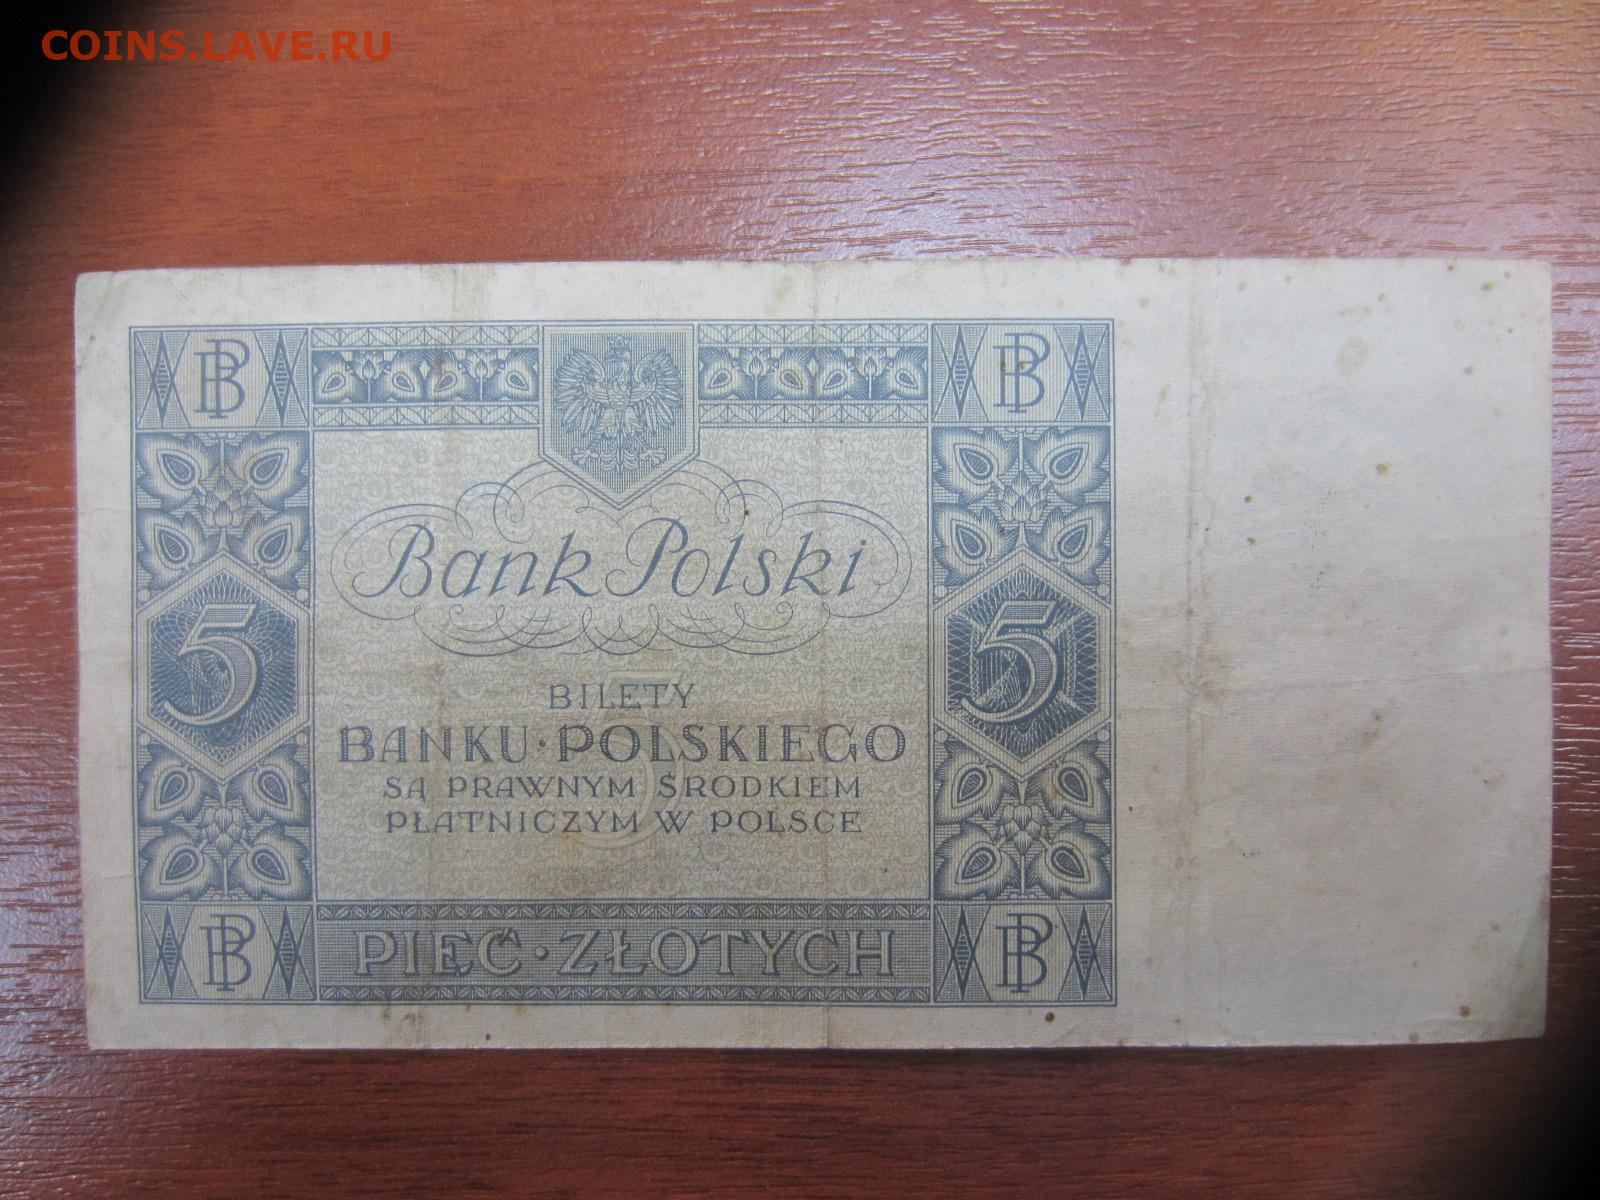 COINS.LAVE.RU
BP BP
Bank Polski
5 5
BILETY
BANKU·POLSKIEGO
SĄ PRAWNYM ŚRODKIEM
PŁATNICZYM W POLSCE
5
BP PIĘĆ·ZŁOTYCH BP